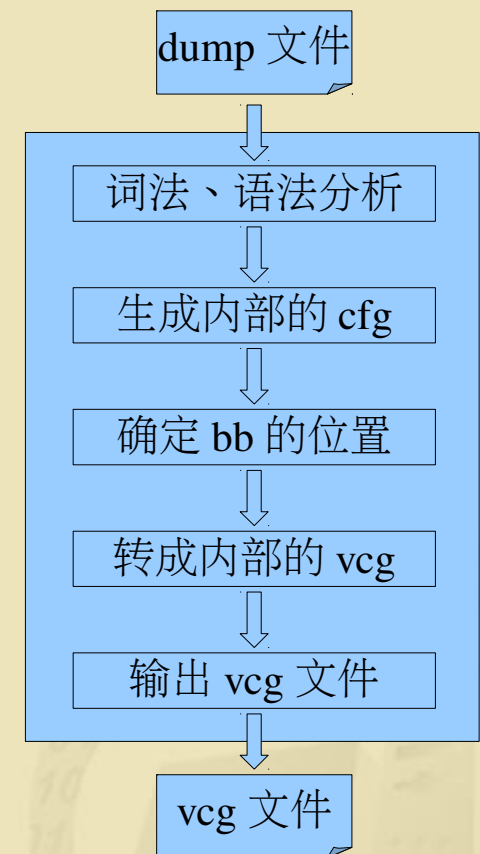 dump 文件
词法、语法分析
生成内部的 cfg
确定 bb 的位置
转成内部的 vcg
输出 vcg 文件
vcg 文件